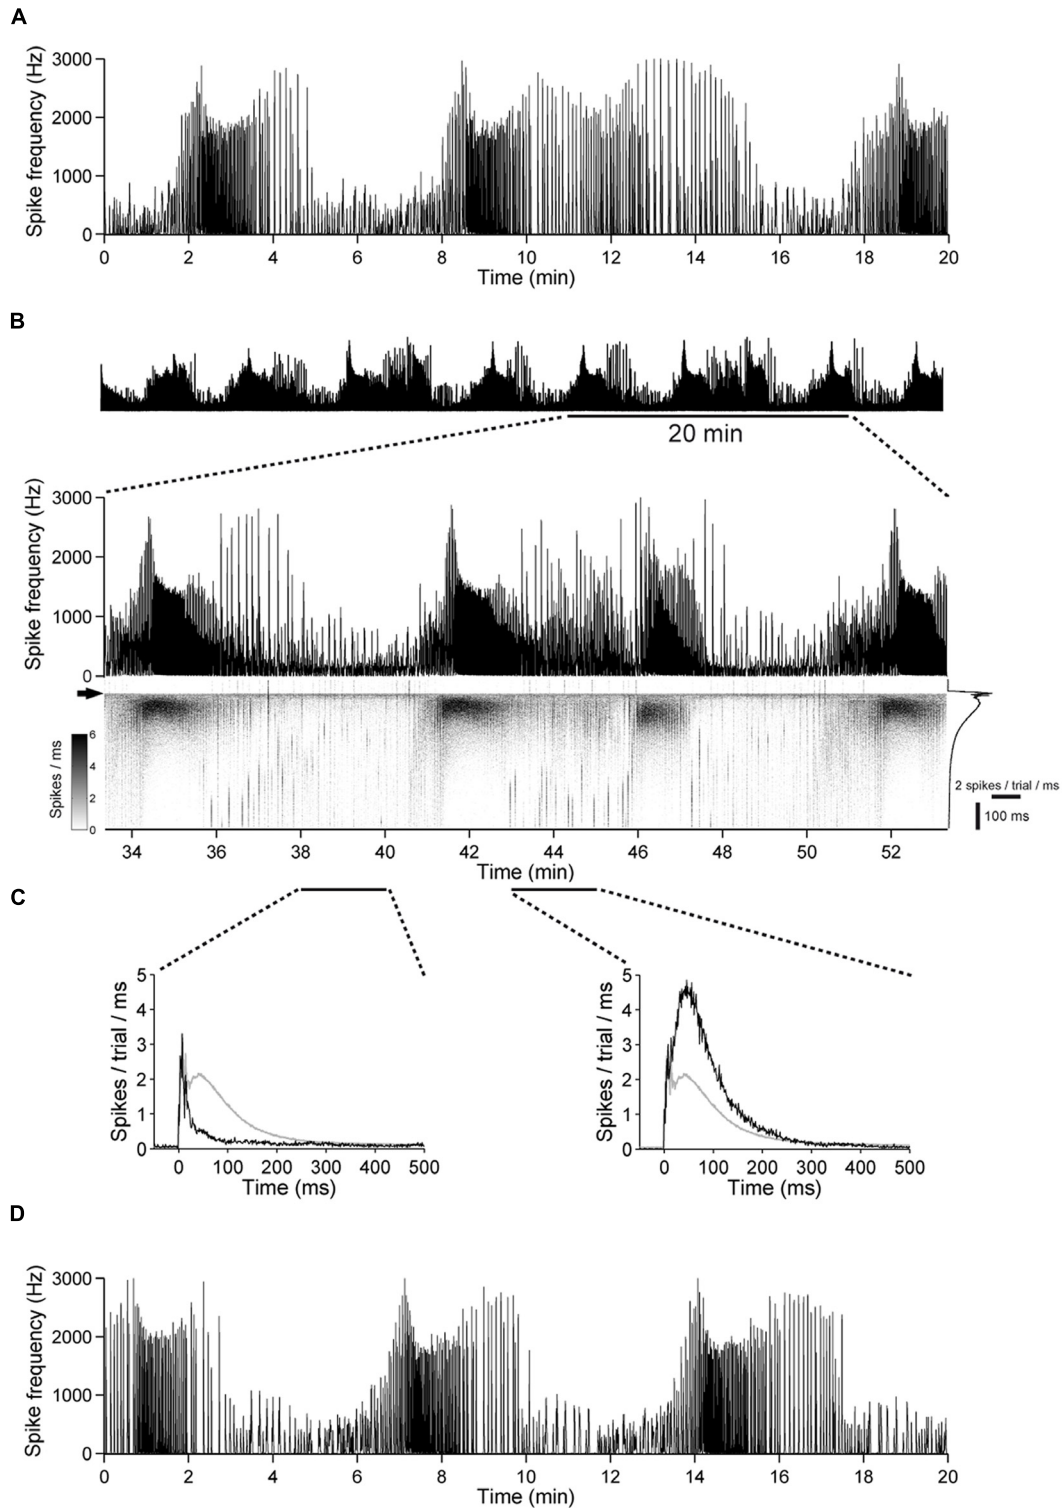 A
Spike frequency (Hz)
3000
2000
1000
0
0 2 4 6 8 10 12 14 16 18 20
Time (min)
B
20 min
Spike frequency (Hz)
3000
2000
1000
0
Spikes / ms
6
4
2
0
2 spikes / trial / ms
100 ms
34 36 38 40 42 44 46 48 50 52
Time (min)
C
Spikes / trial / ms
5
4
3
2
1
0
0 100 200 300 400 500
Time (ms)
Spikes / trial / ms
5
4
3
2
1
0
0 100 200 300 400 500
Time (ms)
D
Spike frequency (Hz)
3000
2000
1000
0
0 2 4 6 8 10 12 14 16 18 20
Time (min)